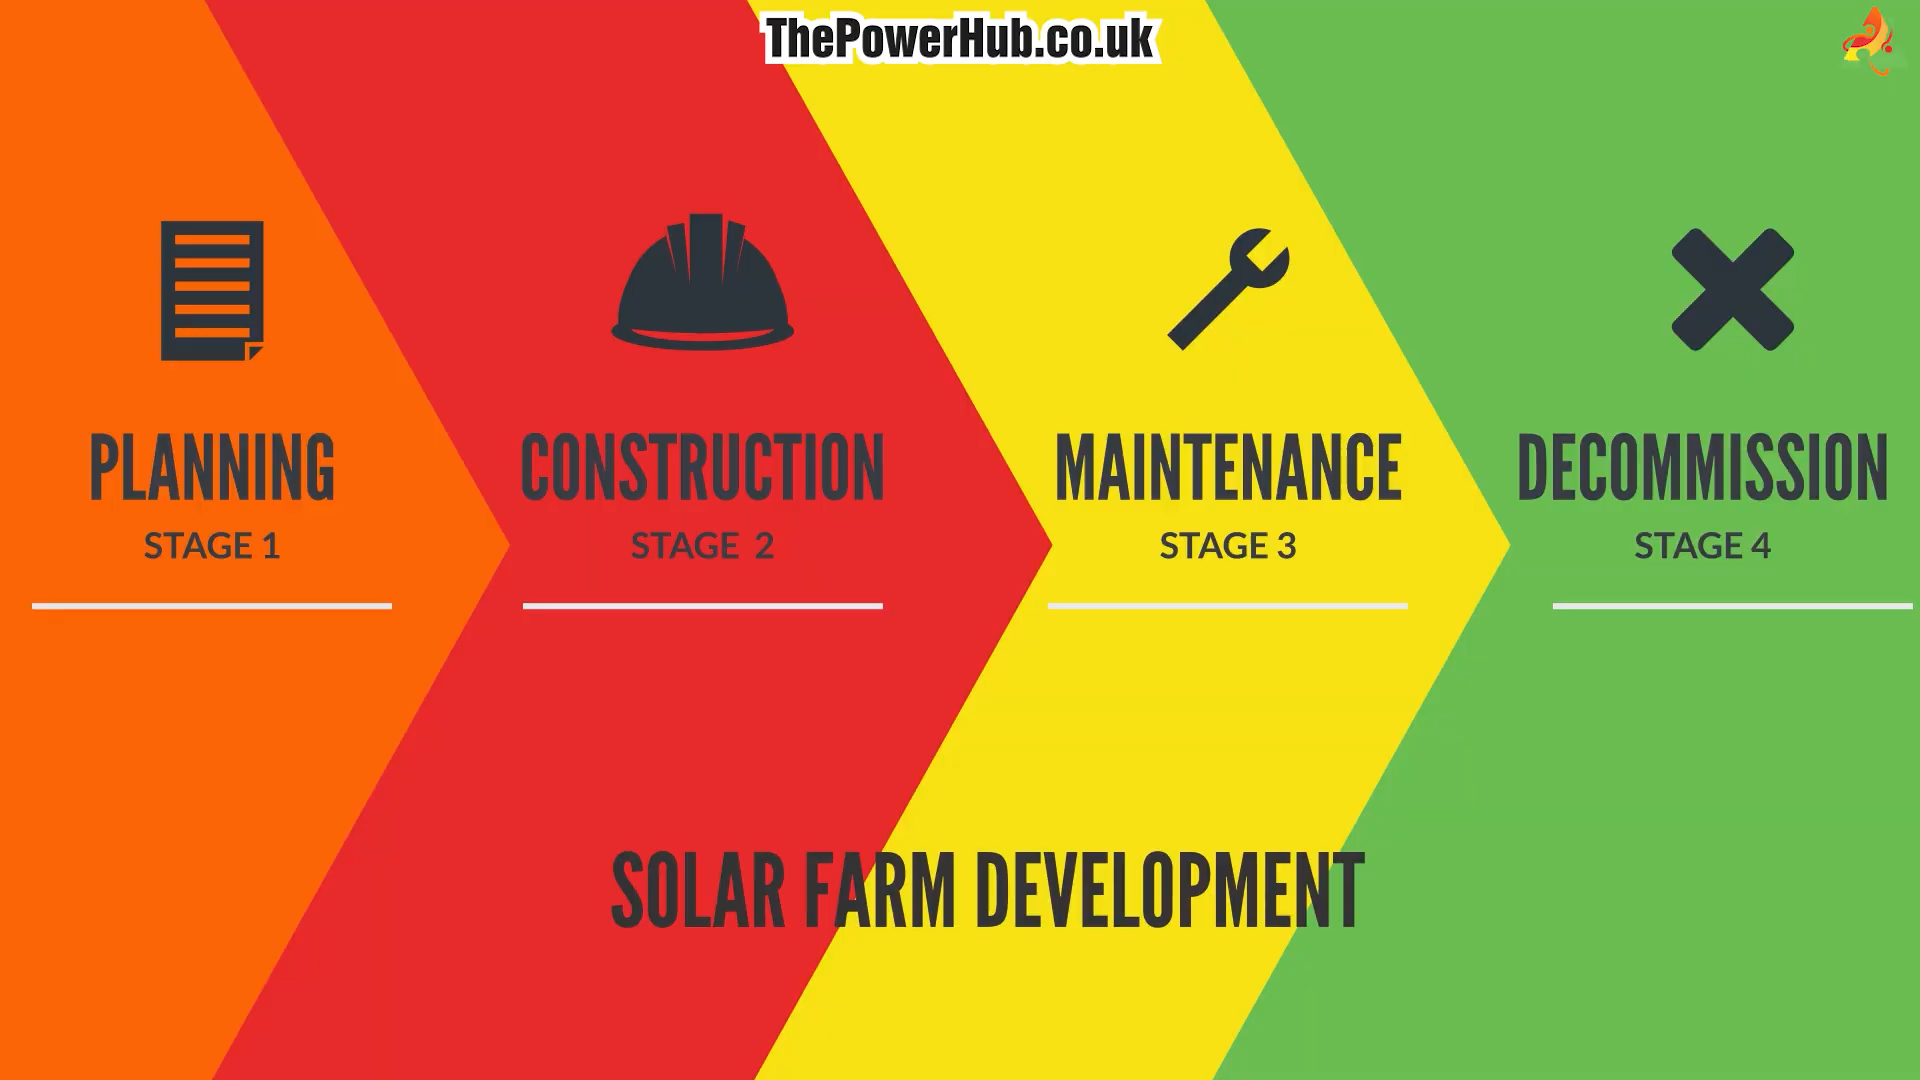 ThePowerHub.co.uk
PLANNING
STAGE 1
CONSTRUCTION
STAGE 2
MAINTENANCE
STAGE 3
DECOMMISSION
STAGE 4
SOLAR FARM DEVELOPMENT